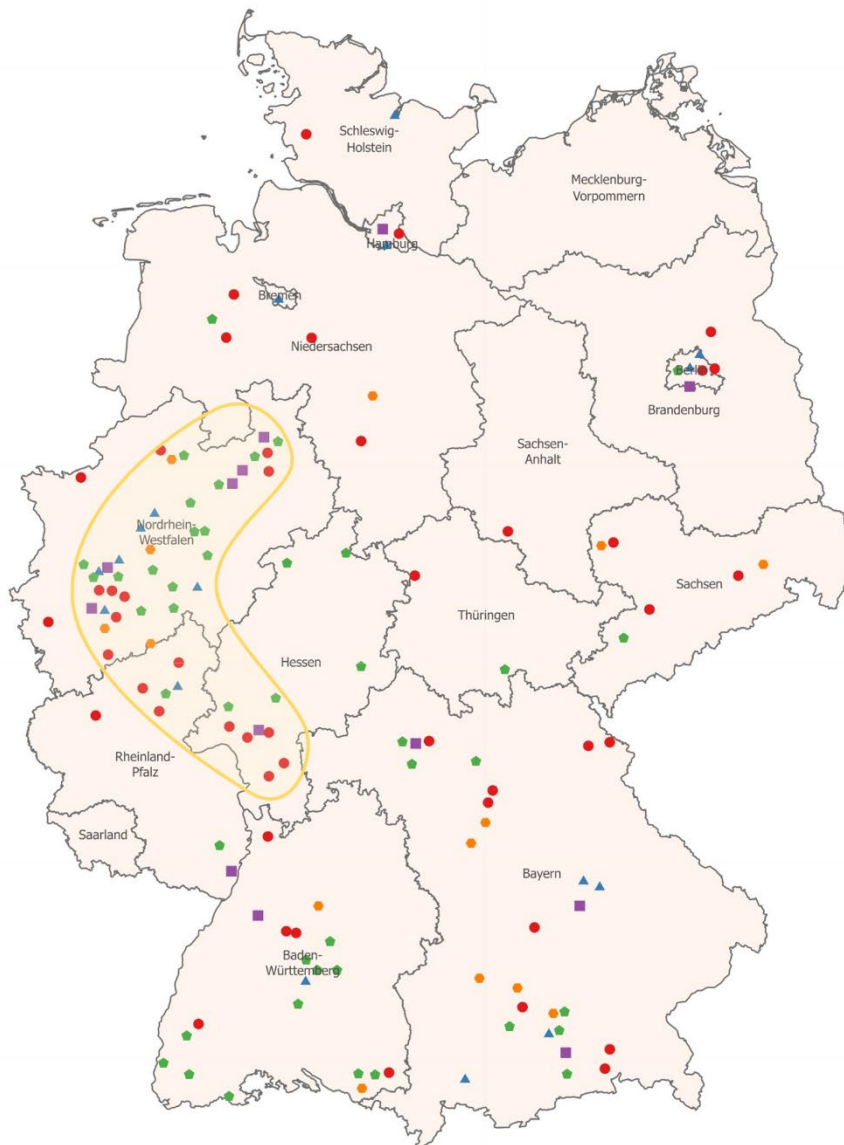 Schleswig-
Holstein
Mecklenburg-
Vorpommern
Hamburg
Bremen
Niedersachsen
Brandenburg
Sachsen-
Anhalt
Nordrhein-
Westfalen
Sachsen
Thüringen
Hessen
Rheinland-
Pfalz
Saarland
Bayern
Baden-
Württemberg